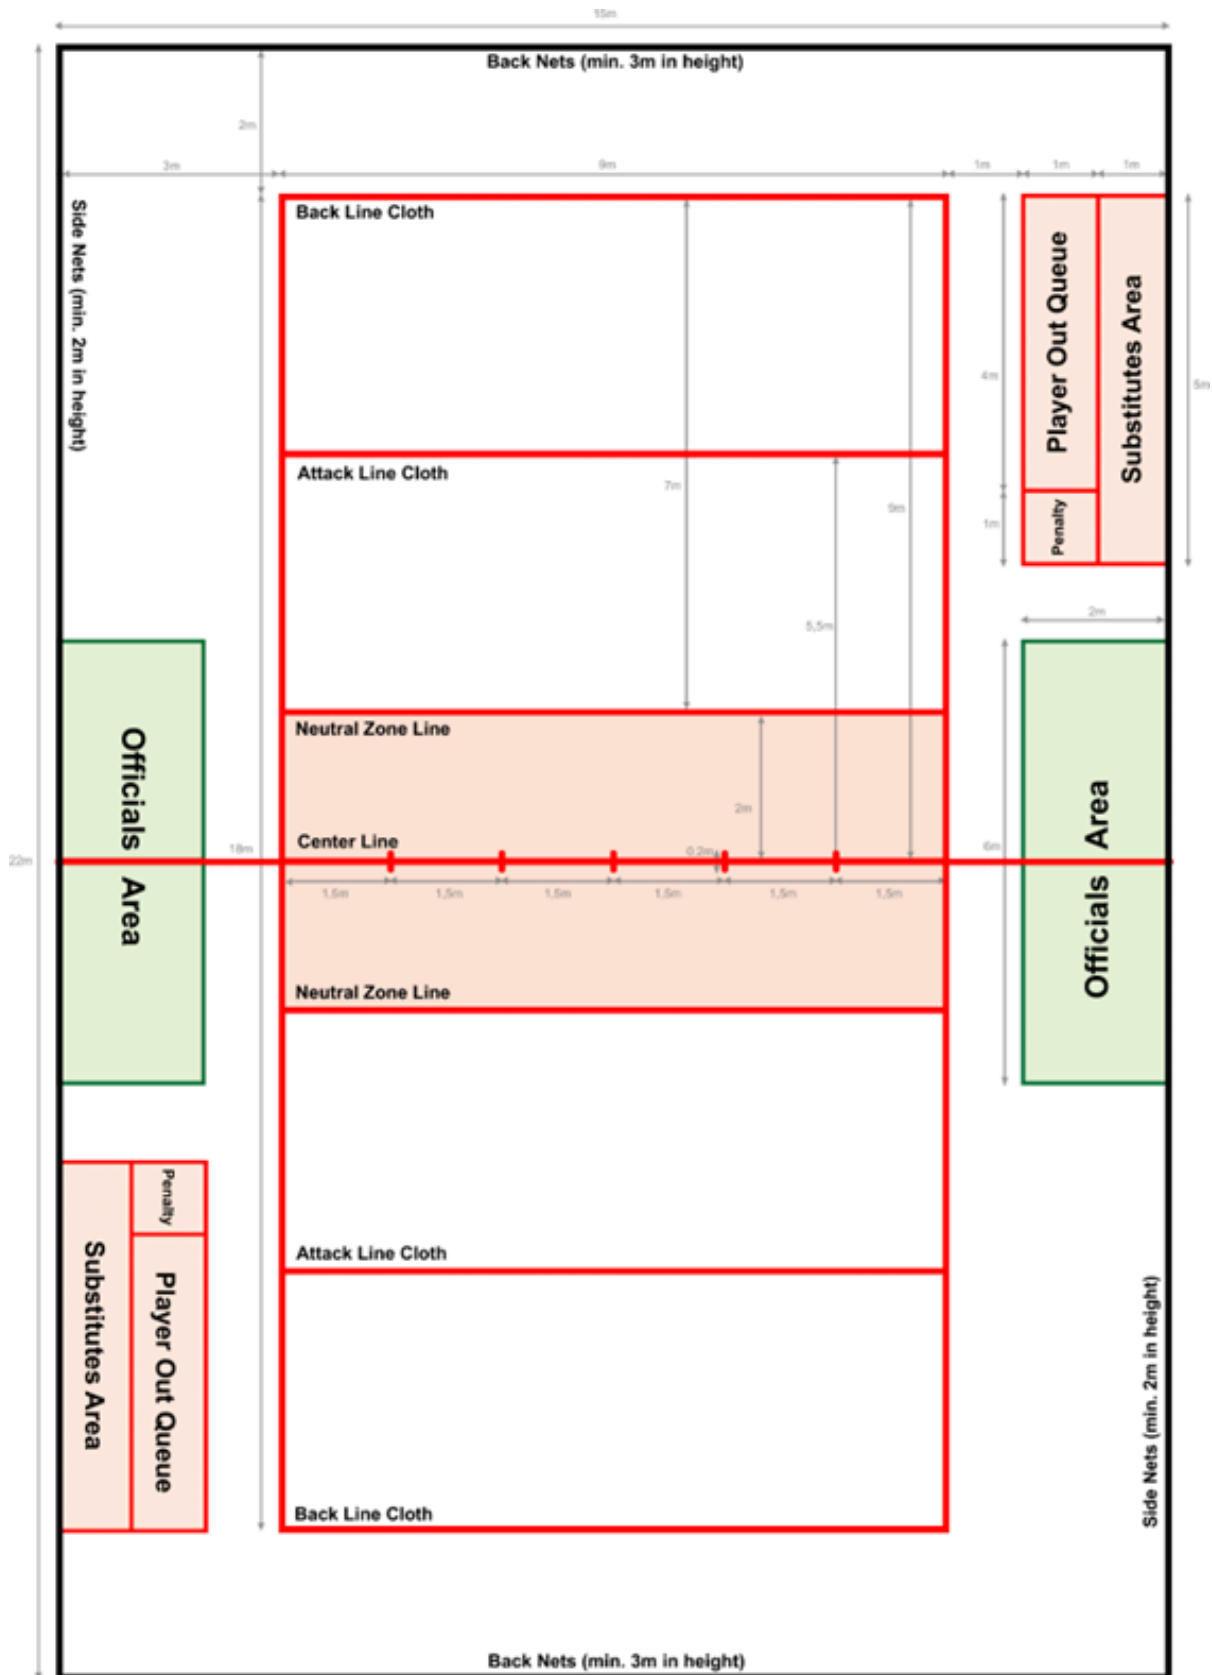 15m
Back Nets (min. 3m in height)
2m
3m
9m
1m
1m
1m
Side Nets (min. 2m in height)
Back Line Cloth
Player Out Queue
Substitutes Area
4m
5m
Attack Line Cloth
7m
9m
1m
Penalty
2m
5,5m
Officials Area
Neutral Zone Line
2m
Officials Area
Center Line
22m
18m
0.2m
6m
1,5m
1,5m
1,5m
1,5m
1,5m
1,5m
Neutral Zone Line
Penalty
Substitutes Area
Player Out Queue
Attack Line Cloth
Side Nets (min. 2m in height)
Back Line Cloth
Back Nets (min. 3m in height)